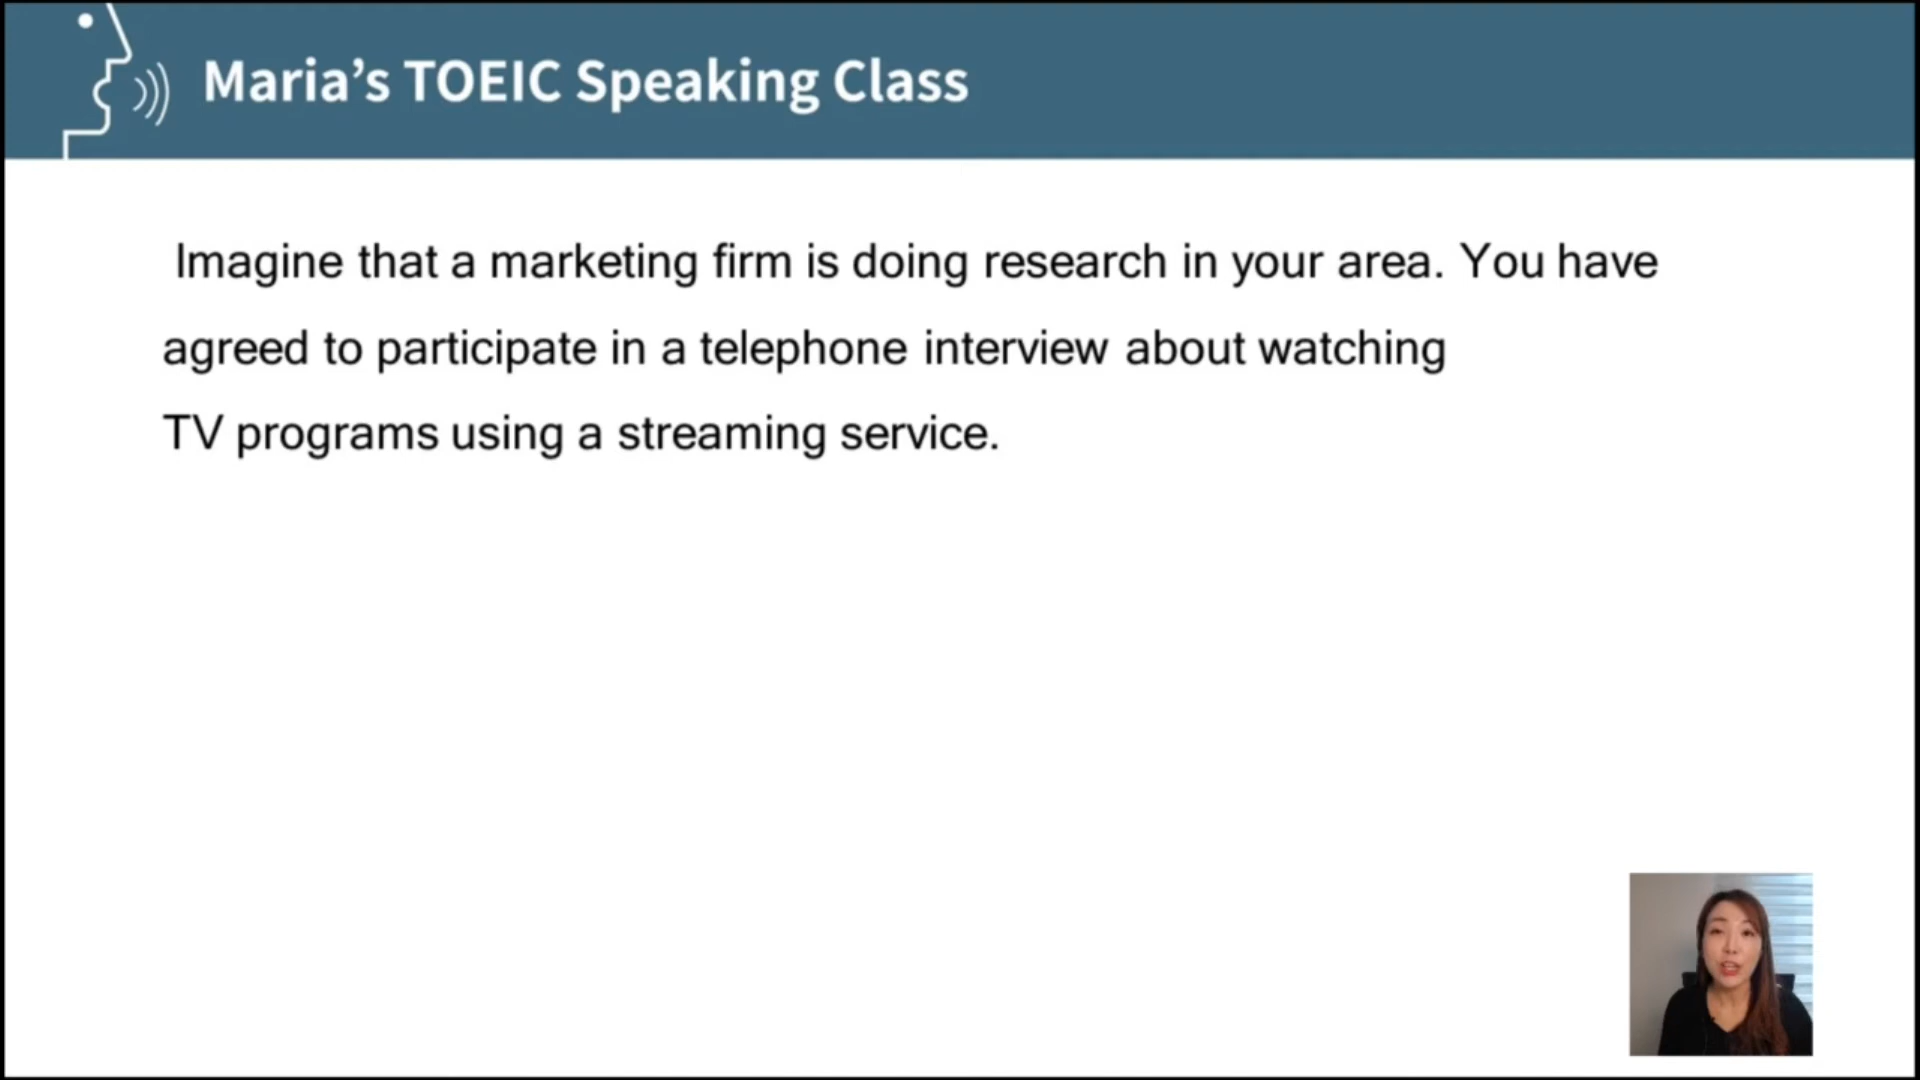 Maria’s TOEIC Speaking Class
Imagine that a marketing firm is doing research in your area. You have
agreed to participate in a telephone interview about watching
TV programs using a streaming service.